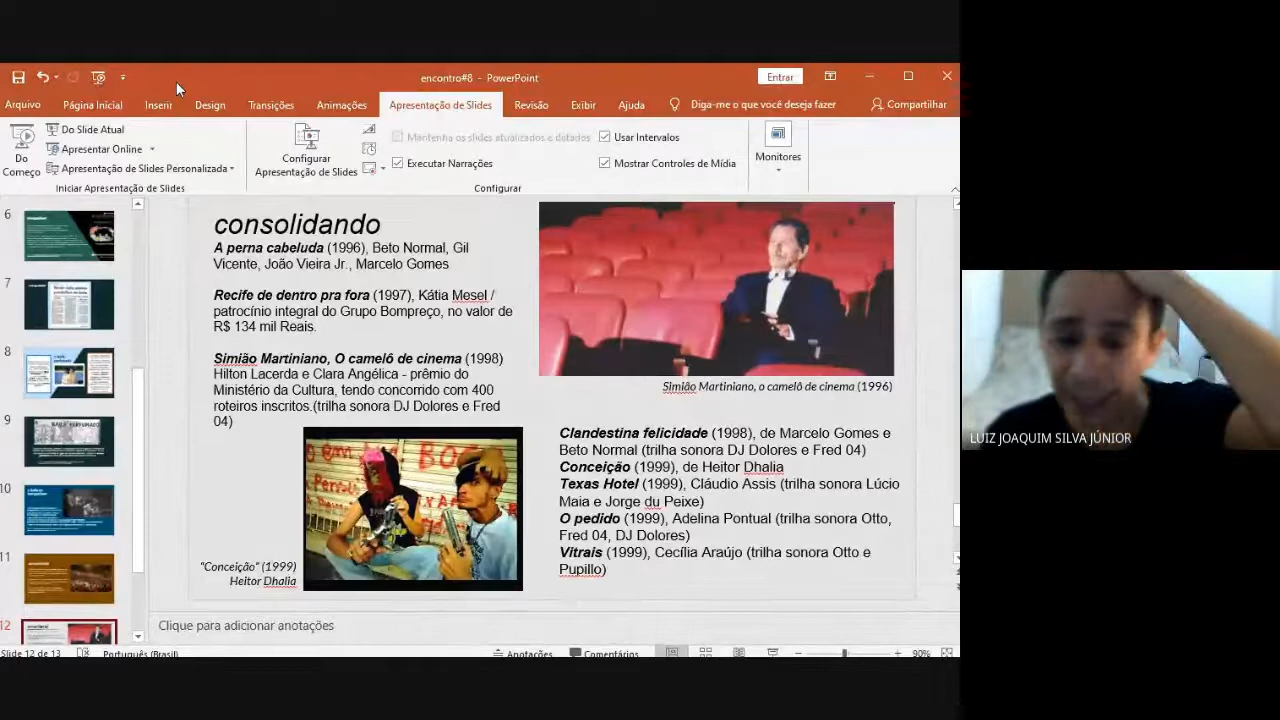 encontro#8 - PowerPoint
Entrar
Arquivo
Página Inicial
Inserir
Design
Transições
Animações
Apresentação de Slides
Revisão
Exibir
Ajuda
Diga-me o que você deseja fazer
Compartilhar
Do Começo
Do Slide Atual
Apresentar Online
Apresentação de Slides Personalizada
Iniciar Apresentação de Slides
Configurar
Apresentação de Slides
Mantenha os slides atualizados e datados
Executar Narrações
Usar Intervalos
Mostrar Controles de Mídia
Configurar
Monitores
6
7
8
9
10
11
12
consolidando
A perna cabeluda (1996), Beto Normal, Gil
Vicente, João Vieira Jr., Marcelo Gomes
Recife de dentro pra fora (1997), Kátia Mesel /
patrocínio integral do Grupo Bompreço, no valor de
R$ 134 mil Reais.
Simião Martiniano, O camelô de cinema (1998)
Hilton Lacerda e Clara Angélica - prêmio do
Ministério da Cultura, tendo concorrido com 400
roteiros inscritos.(trilha sonora DJ Dolores e Fred
04)
"Conceição" (1999)
Heitor Dhalia
Simião Martiniano, o camelô de cinema (1996)
Clandestina felicidade (1998), de Marcelo Gomes e
Beto Normal (trilha sonora DJ Dolores e Fred 04)
Conceição (1999), de Heitor Dhalia
Texas Hotel (1999), Cláudio Assis (trilha sonora Lúcio
Maia e Jorge du Peixe)
O pedido (1999), Adelina Pontual (trilha sonora Otto,
Fred 04, DJ Dolores)
Vitrais (1999), Cecília Araújo (trilha sonora Otto e
Pupillo)
Clique para adicionar anotações
Slide 12 de 13
Português (Brasil)
Anotações
Comentários
90%
LUIZ JOAQUIM SILVA JÚNIOR